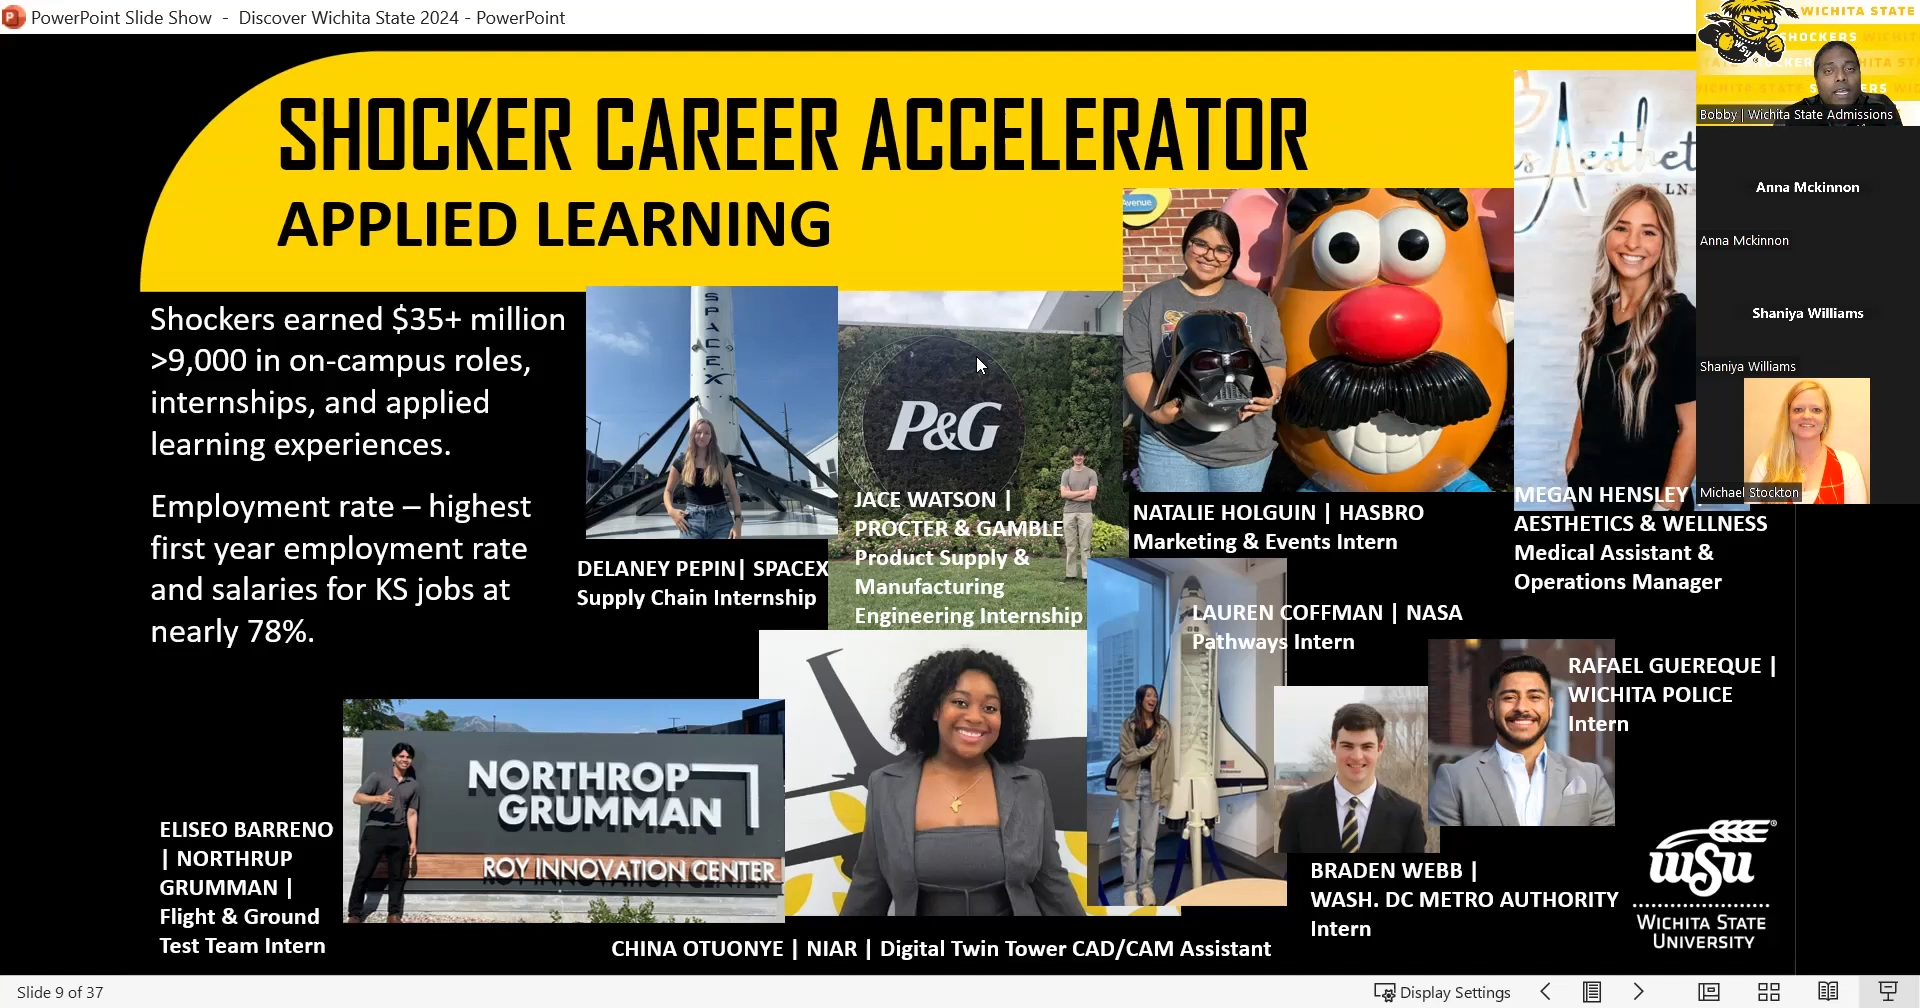 PowerPoint Slide Show - Discover Wichita State 2024 - PowerPoint
SHOCKER CAREER ACCELERATOR
APPLIED LEARNING
Shockers earned $35+ million
>9,000 in on-campus roles,
internships, and applied
learning experiences.
Employment rate – highest
first year employment rate
and salaries for KS jobs at
nearly 78%.
SPACEX
DELANEY PEPIN| SPACEX
Supply Chain Internship
P&G
JACE WATSON |
PROCTER & GAMBLE
Product Supply &
Manufacturing
Engineering Internship
Avenue
NATALIE HOLGUIN | HASBRO
Marketing & Events Intern
MEGAN HENSLEY
AESTHETICS & WELLNESS
Medical Assistant &
Operations Manager
LAUREN COFFMAN | NASA
Pathways Intern
RAFAEL GUEREQUE |
WICHITA POLICE
Intern
NORTHROP
GRUMMAN
ROY INNOVATION CENTER
ELISEO BARRENO
| NORTHRUP
GRUMMAN |
Flight & Ground
Test Team Intern
CHINA OTUONYE | NIAR | Digital Twin Tower CAD/CAM Assistant
BRADEN WEBB |
WASH. DC METRO AUTHORITY
Intern
wsu
WICHITA STATE
UNIVERSITY
WICHITA STATE
SHOCKERS
WSU
Bobby | Wichita State Admissions
Anna Mckinnon
Anna Mckinnon
Shaniya Williams
Shaniya Williams
Michael Stockton
Slide 9 of 37
Display Settings